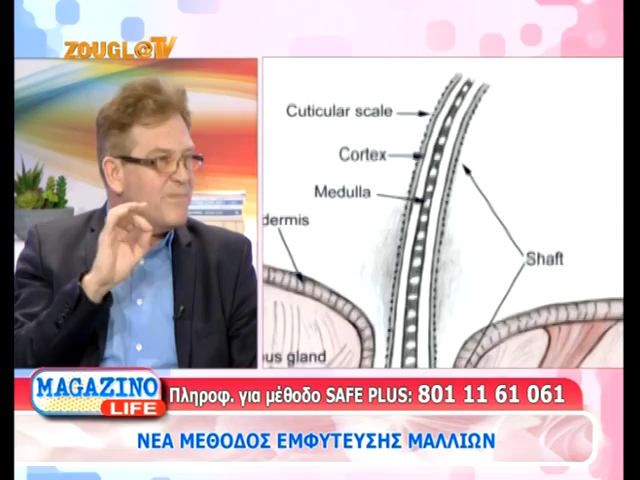 ZOUGL@TV
Cuticular scale
Cortex
Medulla
dermis
Shaft
ous gland
MAGAZINO
LIFE
Πληροφ. για μέθοδο SAFE PLUS: 801 11 61 061
ΝΕΑ ΜΕΘΟΔΟΣ ΕΜΦΥΤΕΥΣΗΣ ΜΑΛΛΙΩΝ